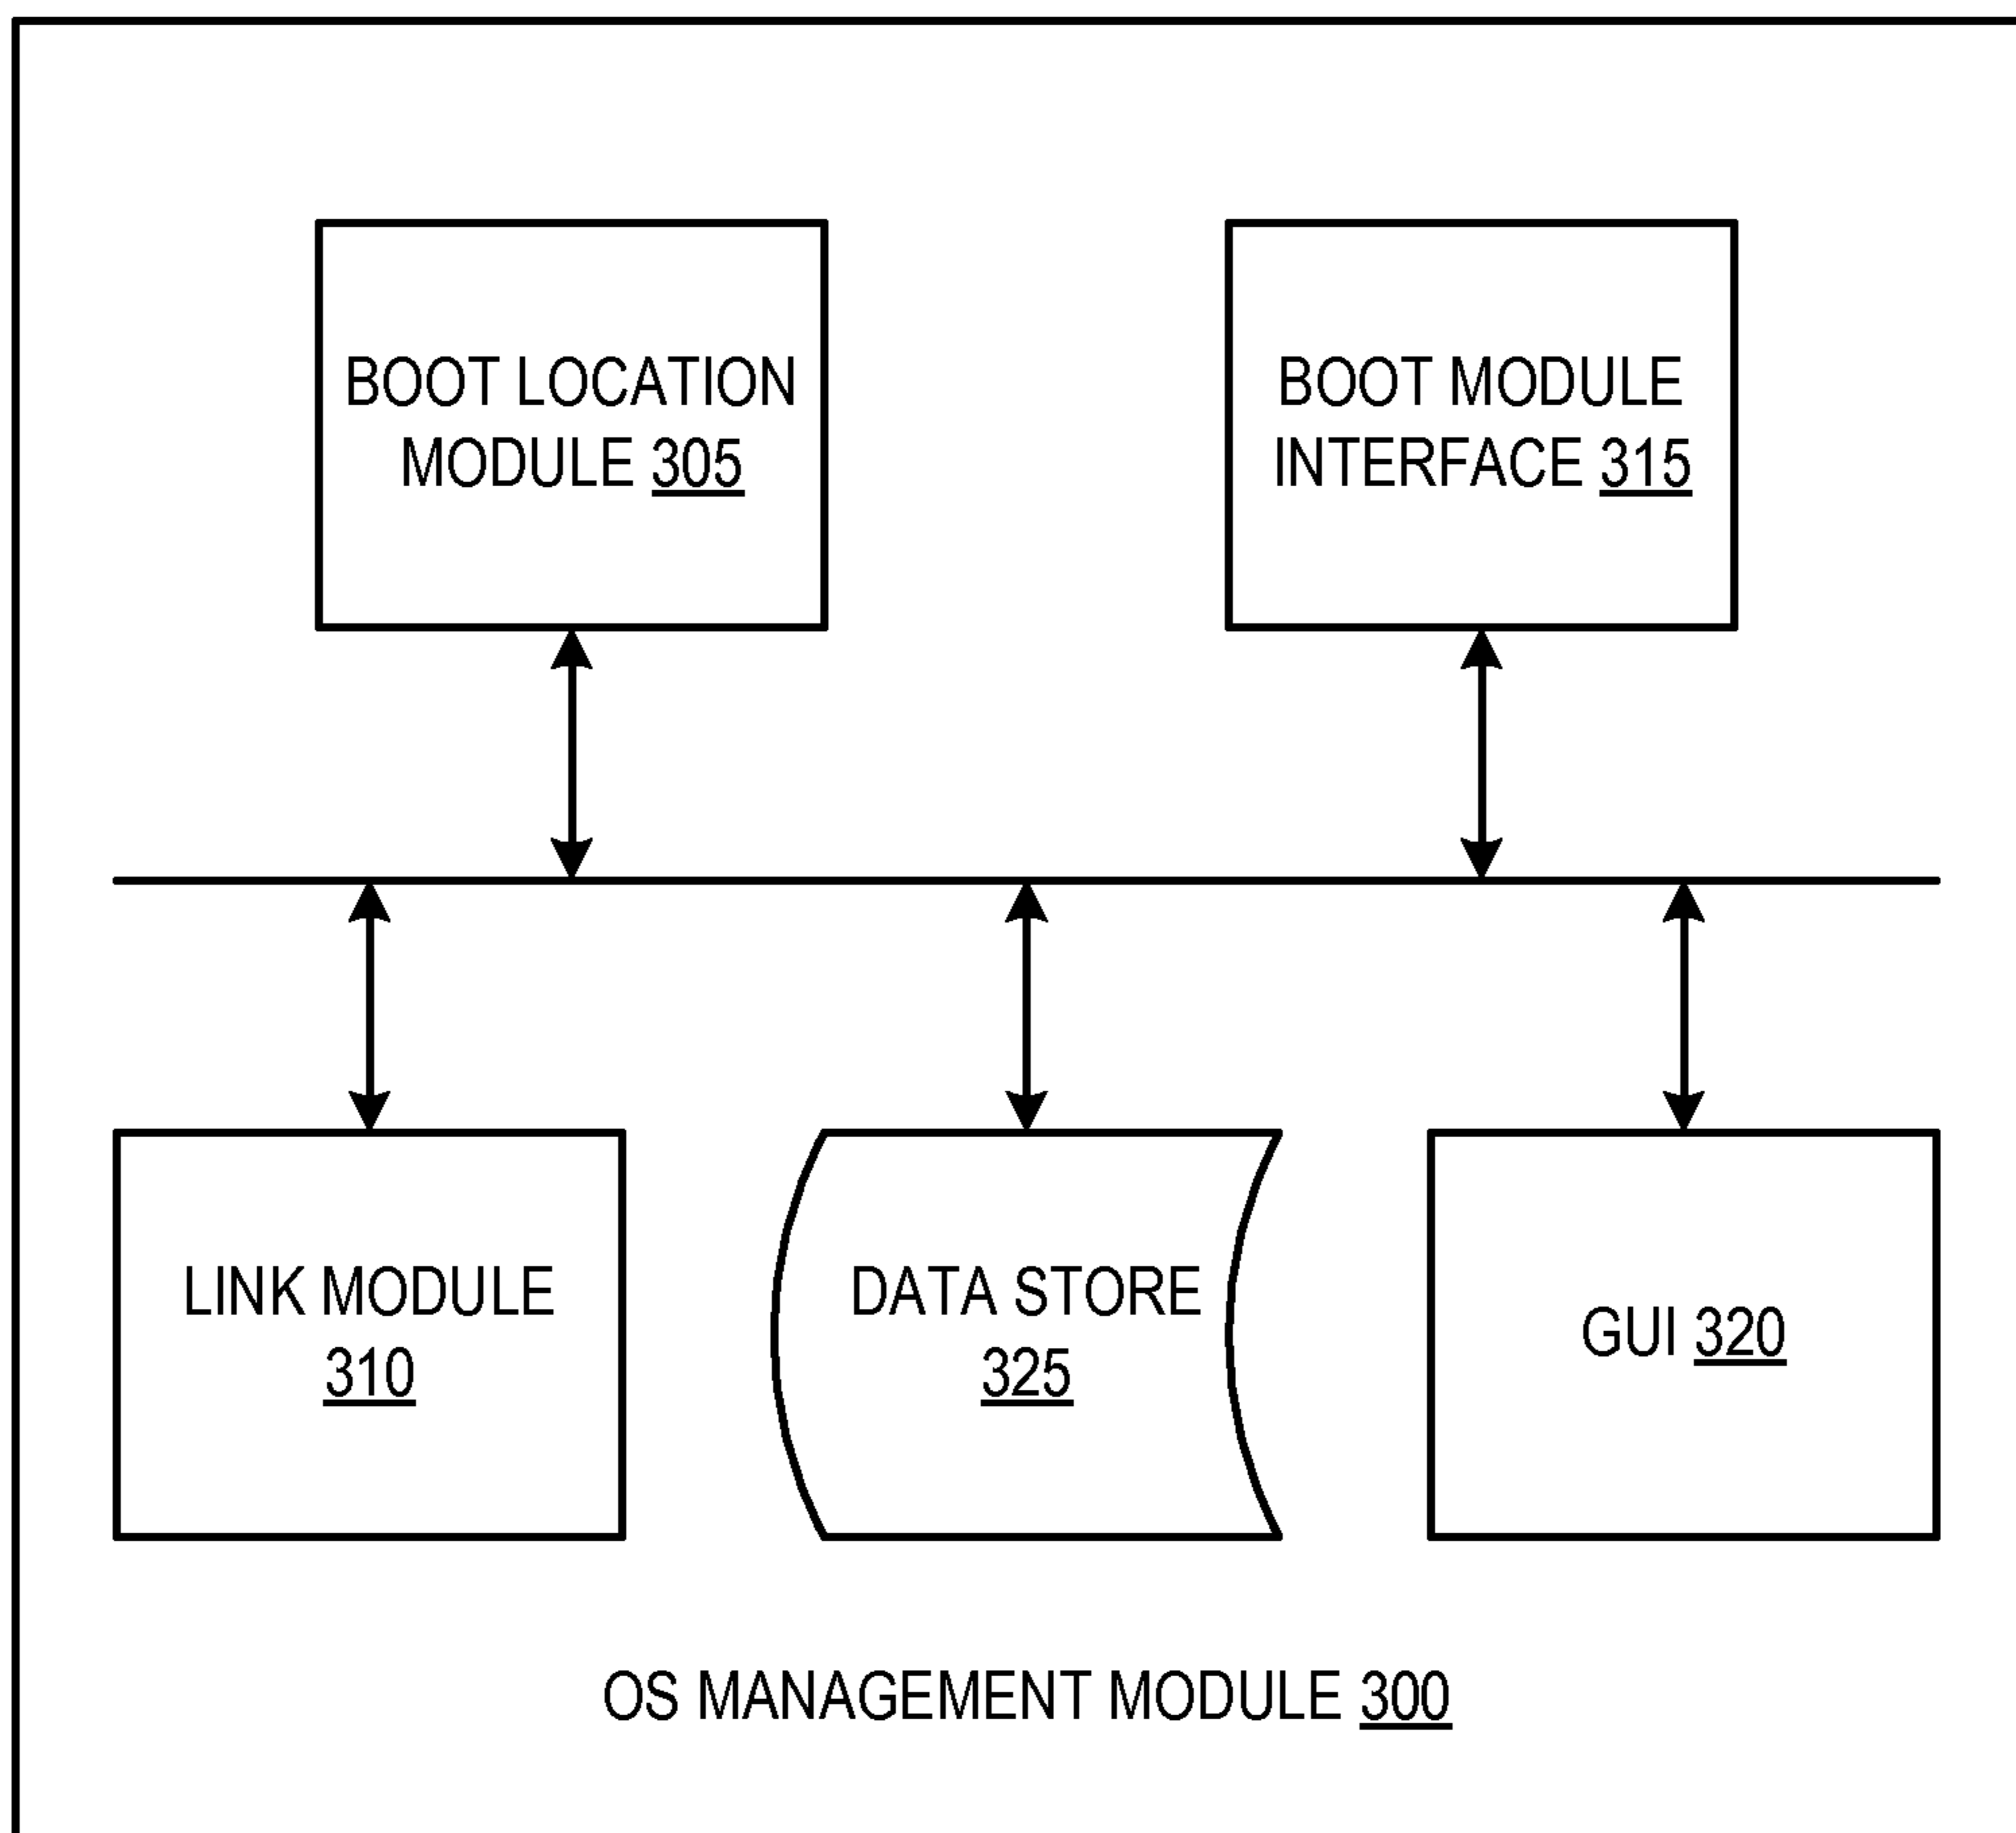 BOOT LOCATION
MODULE 305
BOOT MODULE
INTERFACE 315
LINK MODULE
310
DATA STORE
325
GUI 320
OS MANAGEMENT MODULE 300